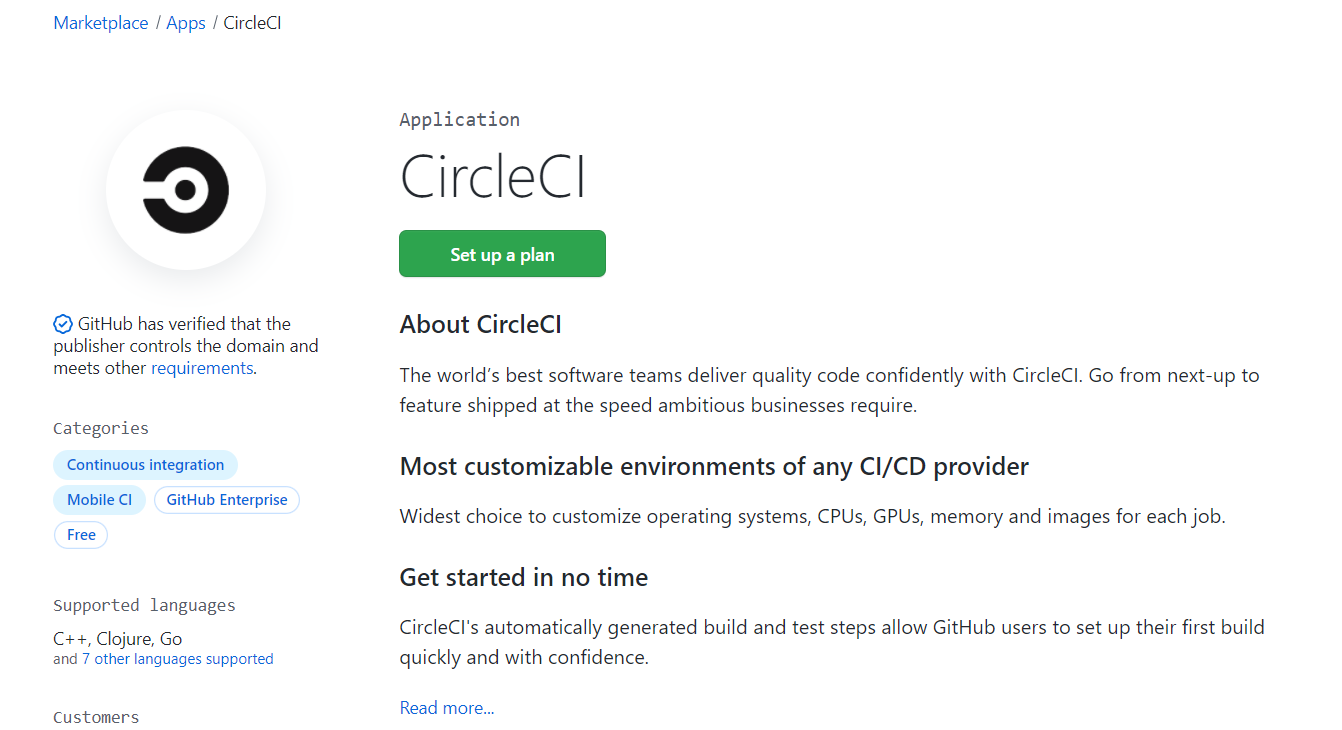 Marketplace / Apps / CircleCI
Application
CircleCI
Set up a plan
GitHub has verified that the
publisher controls the domain and
meets other requirements.
Categories
Continuous integration
Mobile CI GitHub Enterprise
Free
Supported languages
C++, Clojure, Go
and 7 other languages supported
Customers
About CircleCI
The world’s best software teams deliver quality code confidently with CircleCI. Go from next-up to
feature shipped at the speed ambitious businesses require.
Most customizable environments of any CI/CD provider
Widest choice to customize operating systems, CPUs, GPUs, memory and images for each job.
Get started in no time
CircleCI's automatically generated build and test steps allow GitHub users to set up their first build
quickly and with confidence.
Read more...